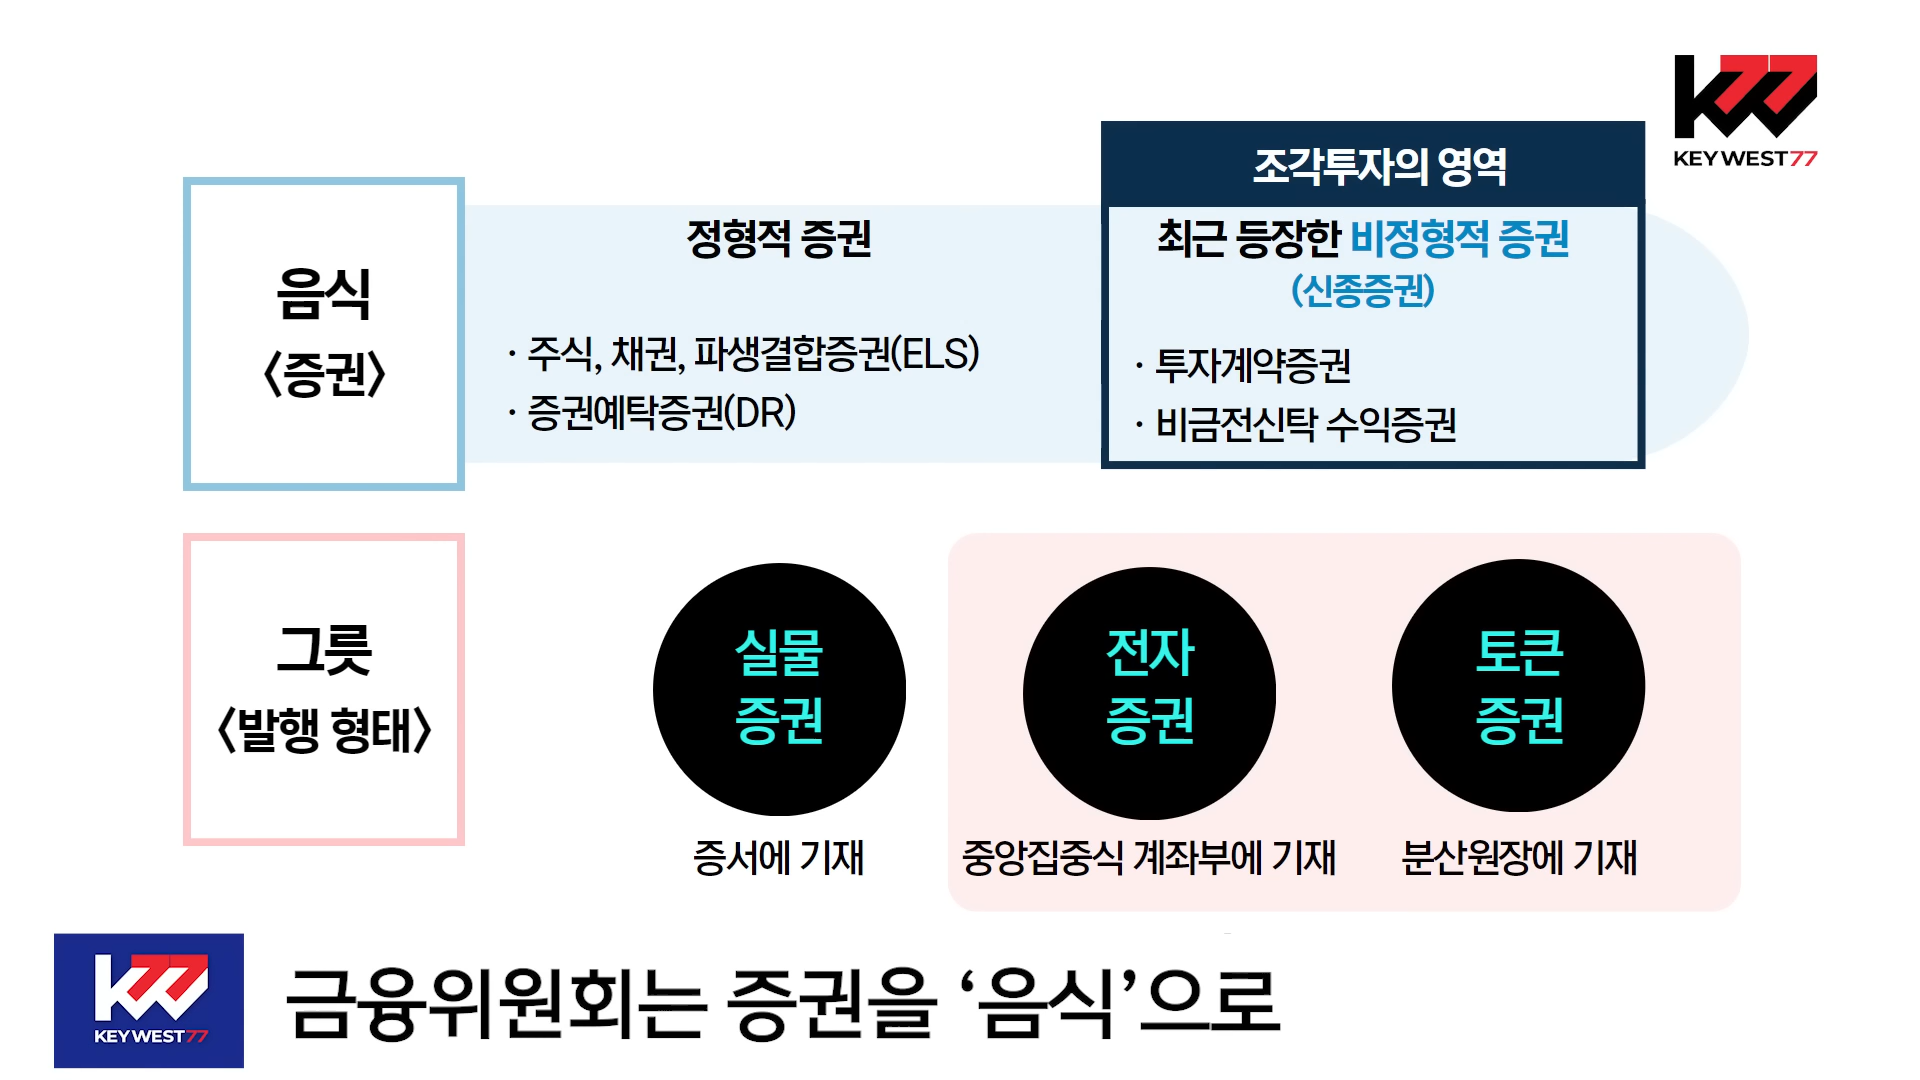 K77
KEY WEST77
조각투자의 영역
음식
〈증권〉
정형적 증권
· 주식, 채권, 파생결합증권(ELS)
· 증권예탁증권(DR)
최근 등장한 비정형적 증권
(신종증권)
· 투자계약증권
· 비금전신탁 수익증권
그릇
〈발행 형태〉
실물
증권
증서에 기재
전자
증권
중앙집중식 계좌부에 기재
토큰
증권
분산원장에 기재
K77
KEY WEST77
금융위원회는 증권을 ‘음식’으로